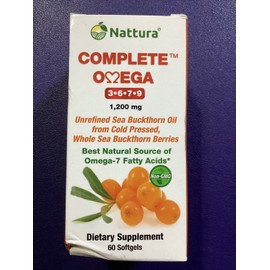 Nattura®
COMPLETE™
OMEGA
3•6•7•9
1,200 mg
Unrefined Sea Buckthorn Oil
from Cold Pressed,
Whole Sea Buckthorn Berries
Best Natural Source of
Omega-7 Fatty Acids*
Non-GMO
Dietary Supplement
60 Softgels